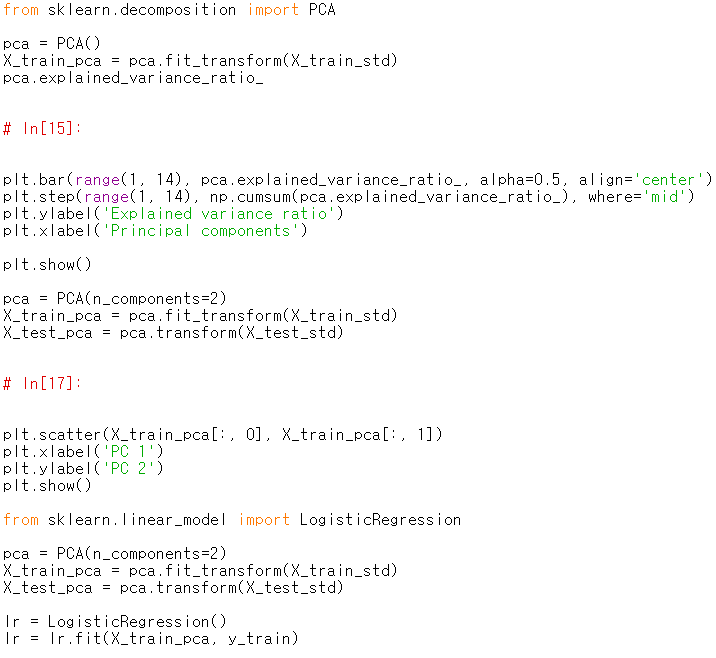 from sklearn.decomposition import PCA
pca = PCA()
X_train_pca = pca.fit_transform(X_train_std)
pca.explained_variance_ratio_
# In[15]:
plt.bar(range(1, 14), pca.explained_variance_ratio_, alpha=0.5, align='center')
plt.step(range(1, 14), np.cumsum(pca.explained_variance_ratio_), where='mid')
plt.ylabel('Explained variance ratio')
plt.xlabel('Principal components')
plt.show()
pca = PCA(n_components=2)
X_train_pca = pca.fit_transform(X_train_std)
X_test_pca = pca.transform(X_test_std)
# In[17]:
plt.scatter(X_train_pca[:, 0], X_train_pca[:, 1])
plt.xlabel('PC 1')
plt.ylabel('PC 2')
plt.show()
from sklearn.linear_model import LogisticRegression
pca = PCA(n_components=2)
X_train_pca = pca.fit_transform(X_train_std)
X_test_pca = pca.transform(X_test_std)
lr = LogisticRegression()
lr = lr.fit(X_train_pca, y_train)